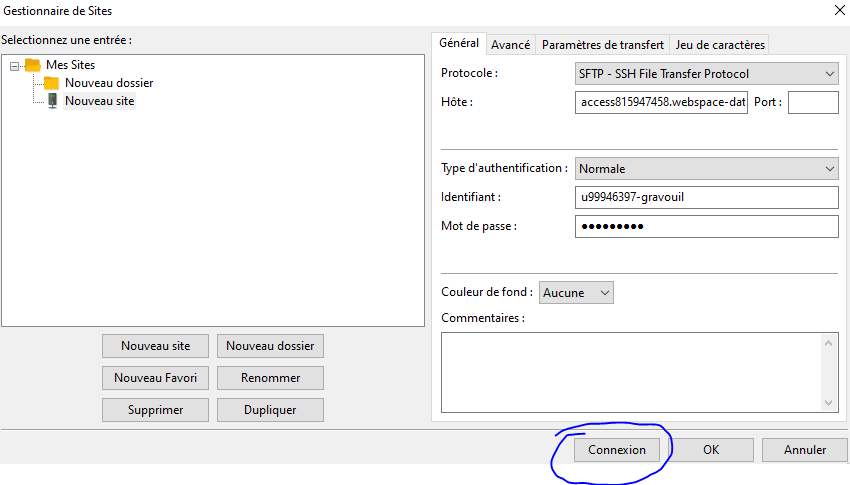 Gestionnaire de Sites
Selectionnez une entrée :
Mes Sites
Nouveau dossier
Nouveau site
Nouveau site
Nouveau dossier
Nouveau Favori
Renommer
Supprimer
Dupliquer
Général
Avancé
Paramètres de transfert
Jeu de caractères
Protocole :
SFTP - SSH File Transfer Protocol
Hôte :
access815947458.webspace-dat
Port :
Type d'authentification :
Normale
Identifiant :
u99946397-gravouil
Mot de passe :
●●●●●●●●●
Couleur de fond :
Aucune
Commentaires :
Connexion
OK
Annuler